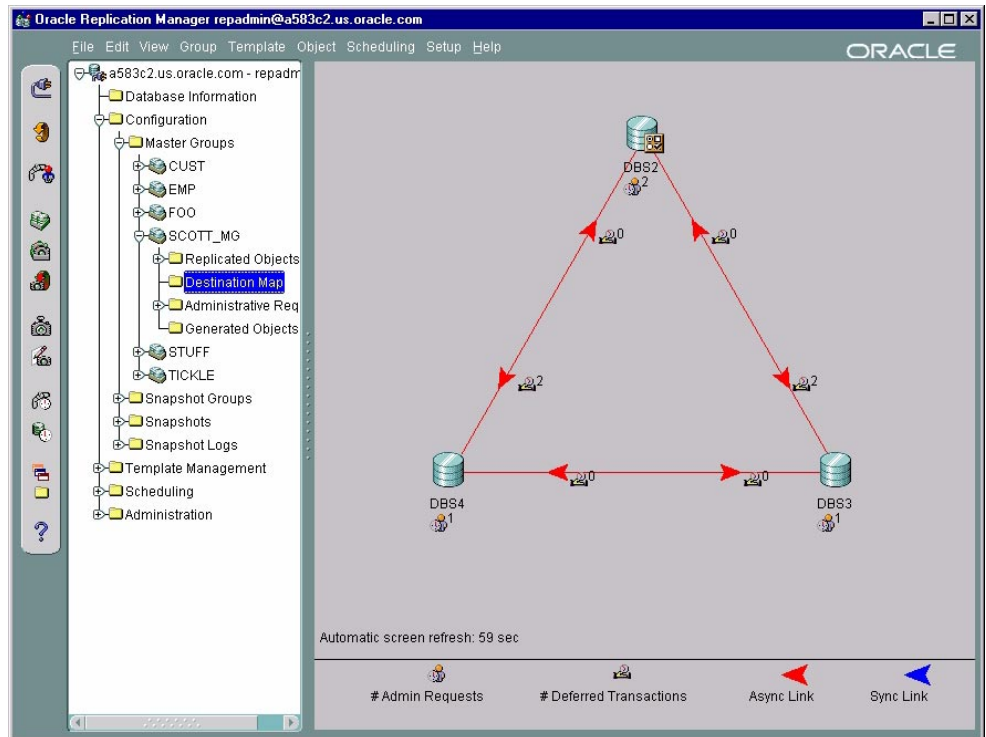 Oracle Replication Manager repadmin@a583c2.us.oracle.com
File Edit View Group Template Object Scheduling Setup Help
ORACLE
a583c2.us.oracle.com - repadm
Database Information
Configuration
Master Groups
CUST
EMP
FOO
SCOTT_MG
Replicated Objects
Destination Map
Administrative Req
Generated Objects
STUFF
TICKLE
Snapshot Groups
Snapshots
Snapshot Logs
Template Management
Scheduling
Administration
DBS2
2
0
0
2
2
0
0
DBS4
1
DBS3
1
Automatic screen refresh: 59 sec
# Admin Requests
# Deferred Transactions
Async Link
Sync Link